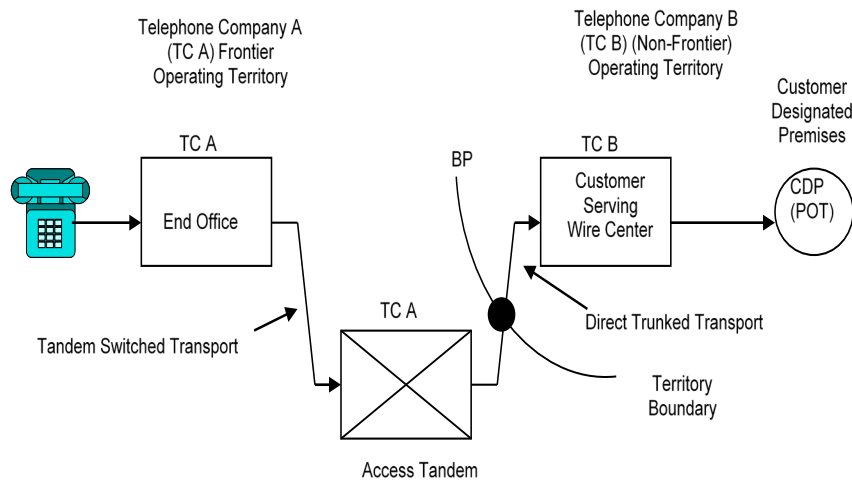 Telephone Company A
(TC A) Frontier
Operating Territory
Telephone Company B
(TC B) (Non-Frontier)
Operating Territory
Customer
Designated
Premises
TC A
End Office
BP
TC B
Customer
Serving
Wire Center
CDP
(POT)
Tandem Switched Transport
TC A
Direct Trunked Transport
Territory
Boundary
Access Tandem